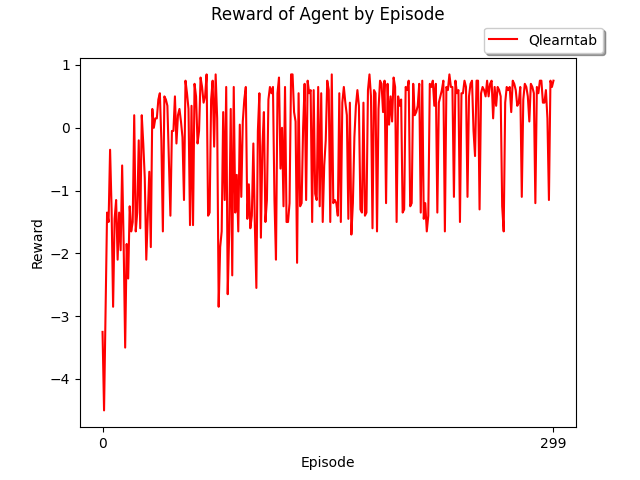 Reward of Agent by Episode
Qlearntab
1
0
−1
−2
−3
−4
Reward
0
299
Episode